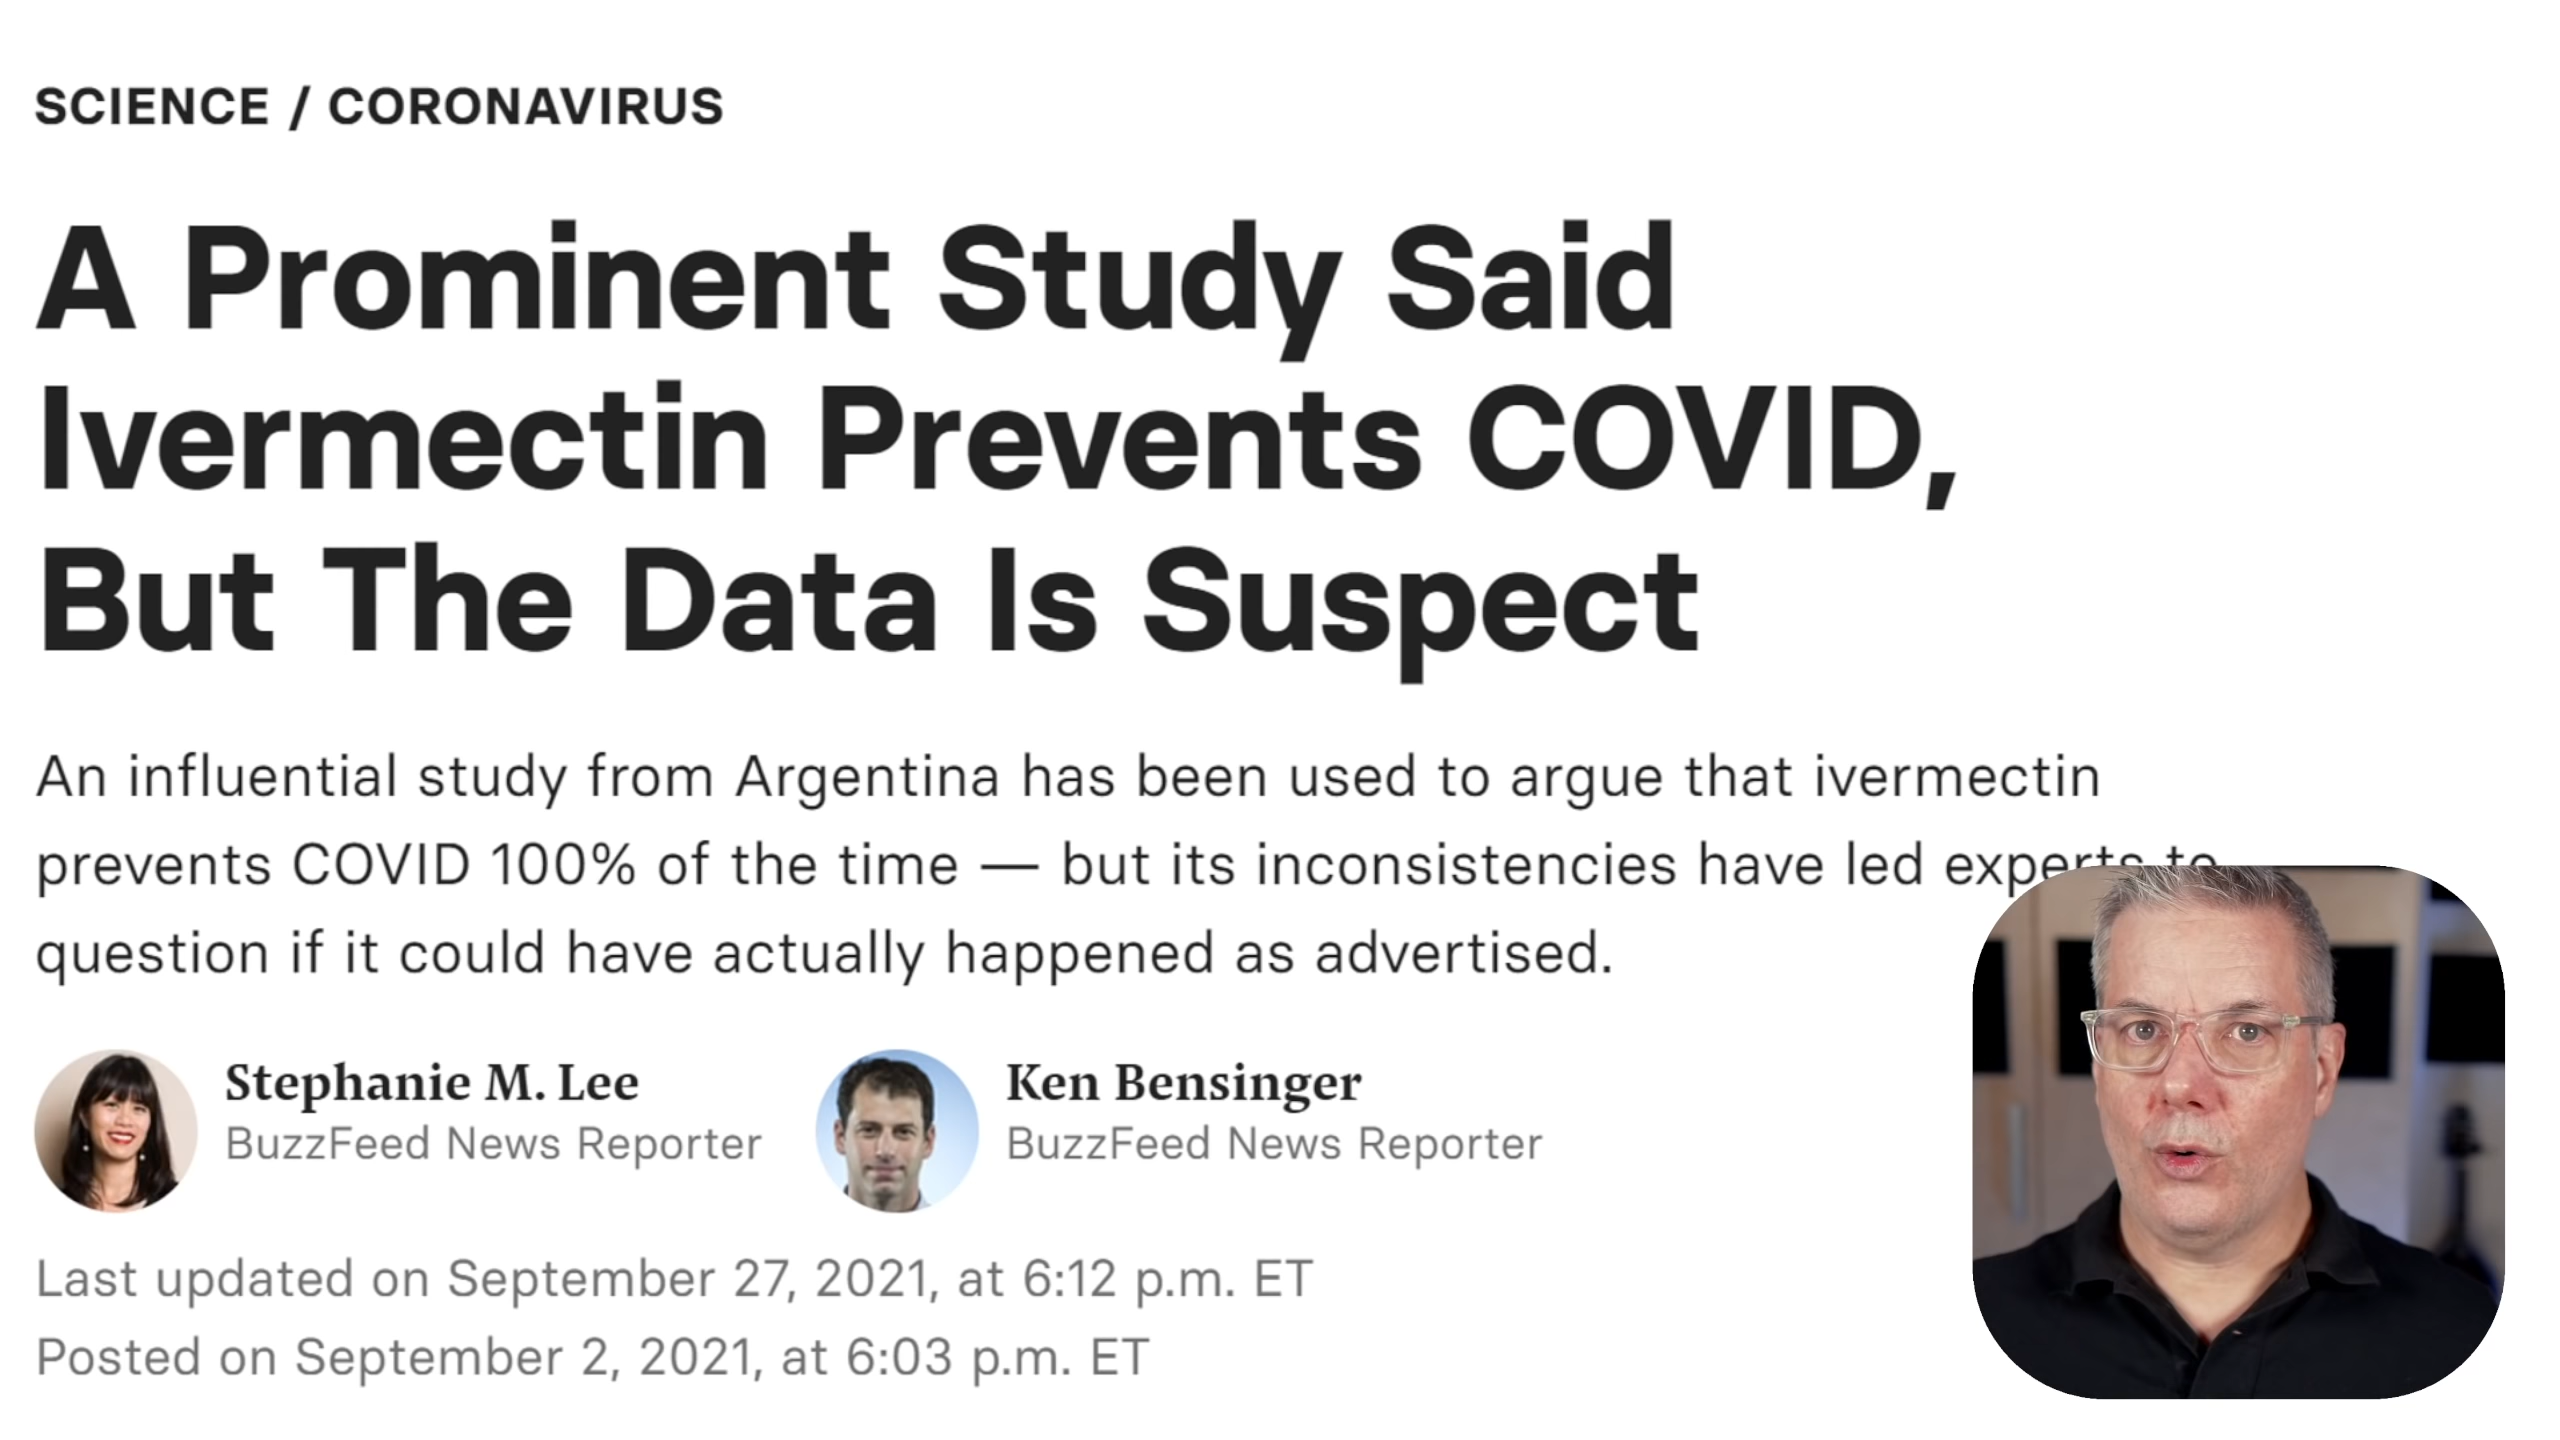 SCIENCE / CORONAVIRUS
A Prominent Study Said
Ivermectin Prevents COVID,
But The Data Is Suspect
An influential study from Argentina has been used to argue that ivermectin
prevents COVID 100% of the time — but its inconsistencies have led experts to
question if it could have actually happened as advertised.
Stephanie M. Lee
BuzzFeed News Reporter
Ken Bensinger
BuzzFeed News Reporter
Last updated on September 27, 2021, at 6:12 p.m. ET
Posted on September 2, 2021, at 6:03 p.m. ET